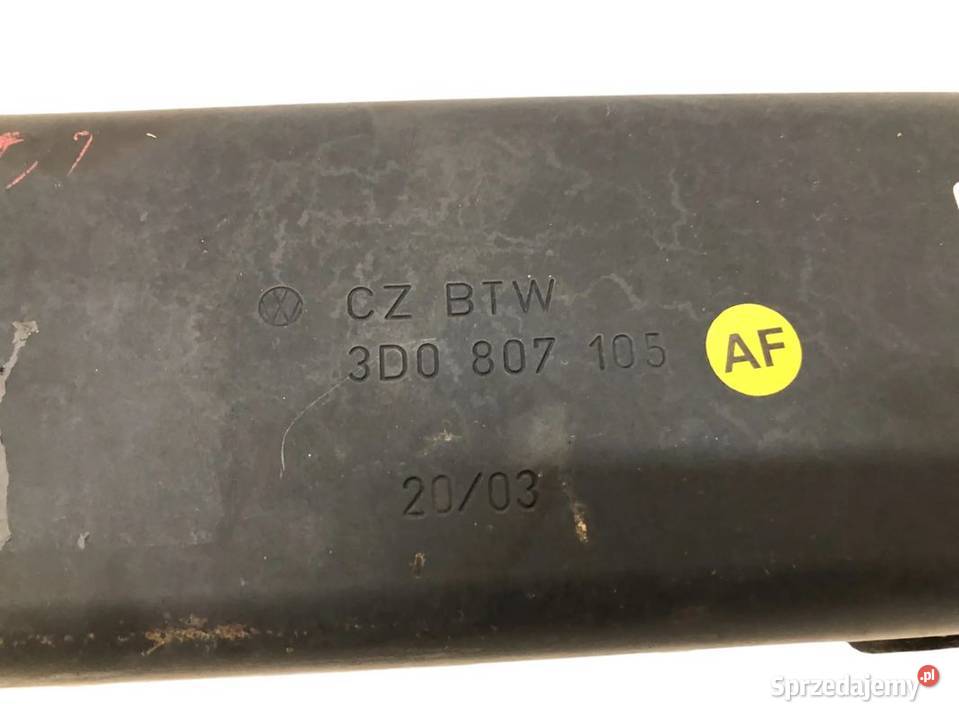 CZ BTW
3D0 807 105
AF
20/03
Sprzedajemy.pl